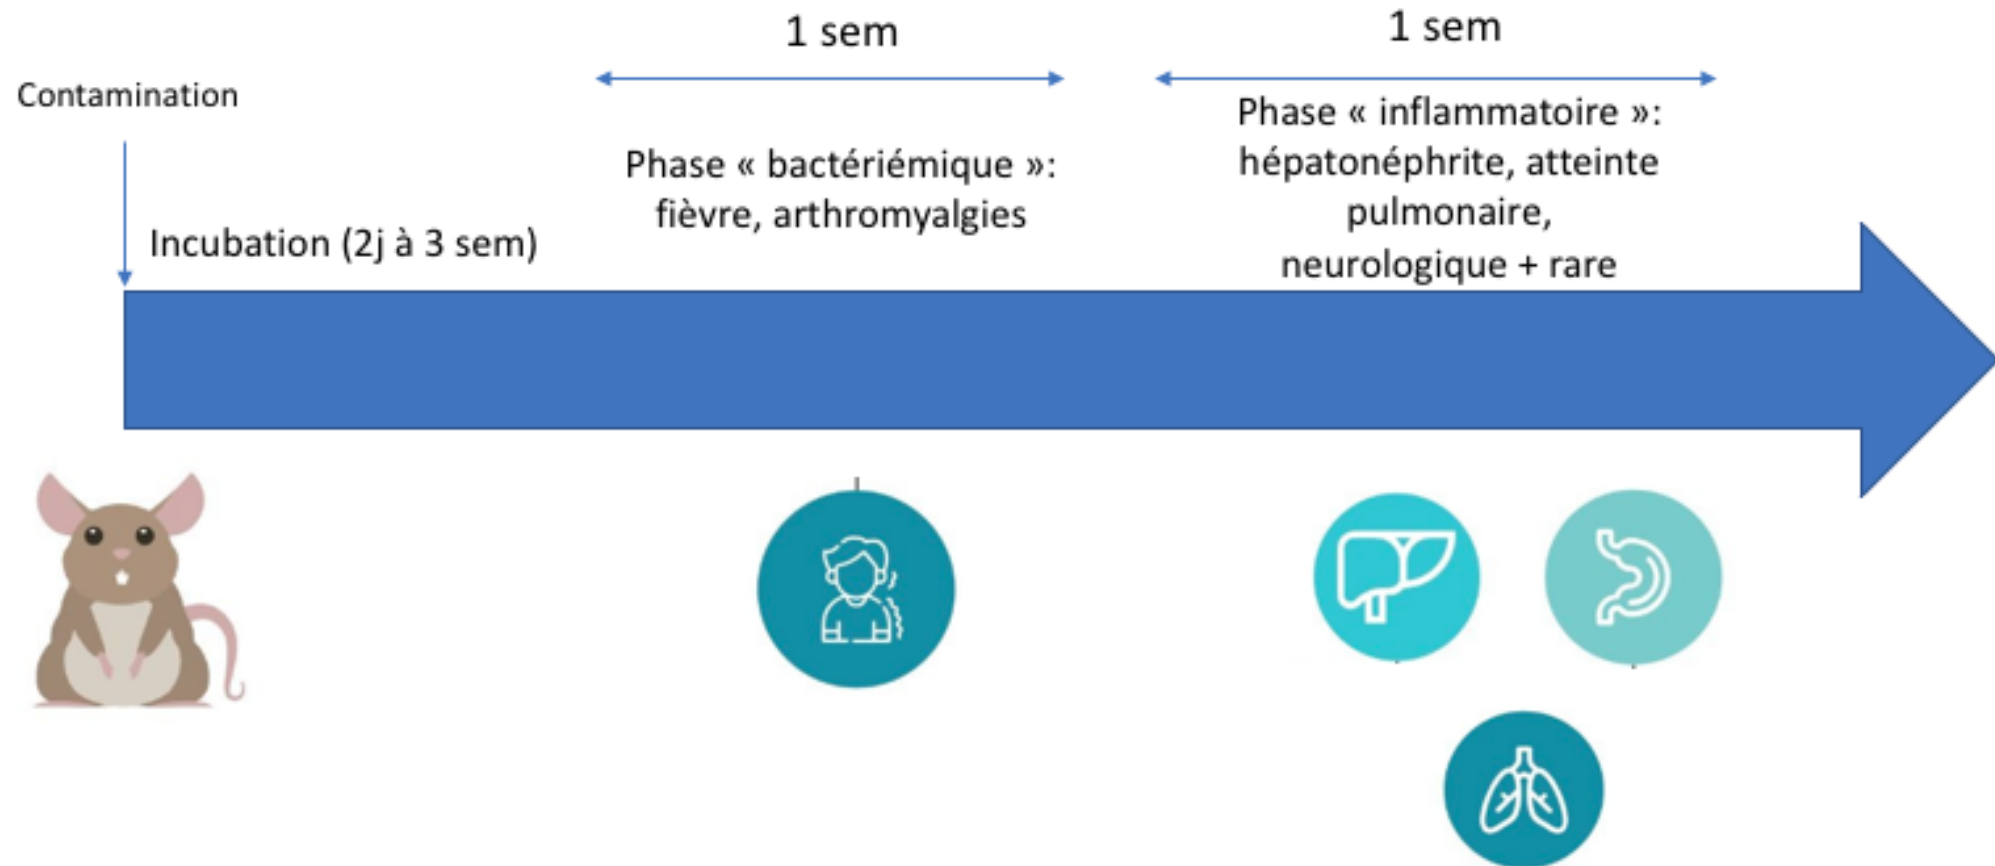 Contamination
Incubation (2j à 3 sem)
1 sem
Phase « bactériémique »:
fièvre, arthromyalgies
1 sem
Phase « inflammatoire »:
hépatonéphrite, atteinte
pulmonaire,
neurologique + rare